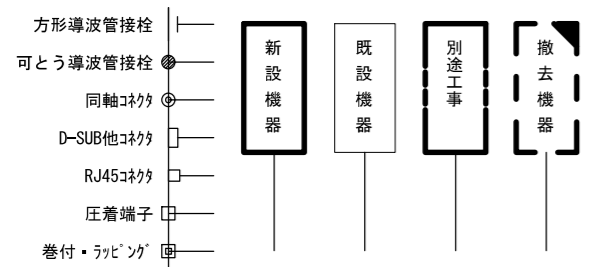 方形導波管接栓
可とう導波管接栓
同軸ｺﾈｸﾀ
D-SUB他ｺﾈｸﾀ
RJ45ｺﾈｸﾀ
圧着端子
巻付・ﾗｯﾋﾟﾝｸﾞ
新設機器
既設機器
別途工事
撤去機器